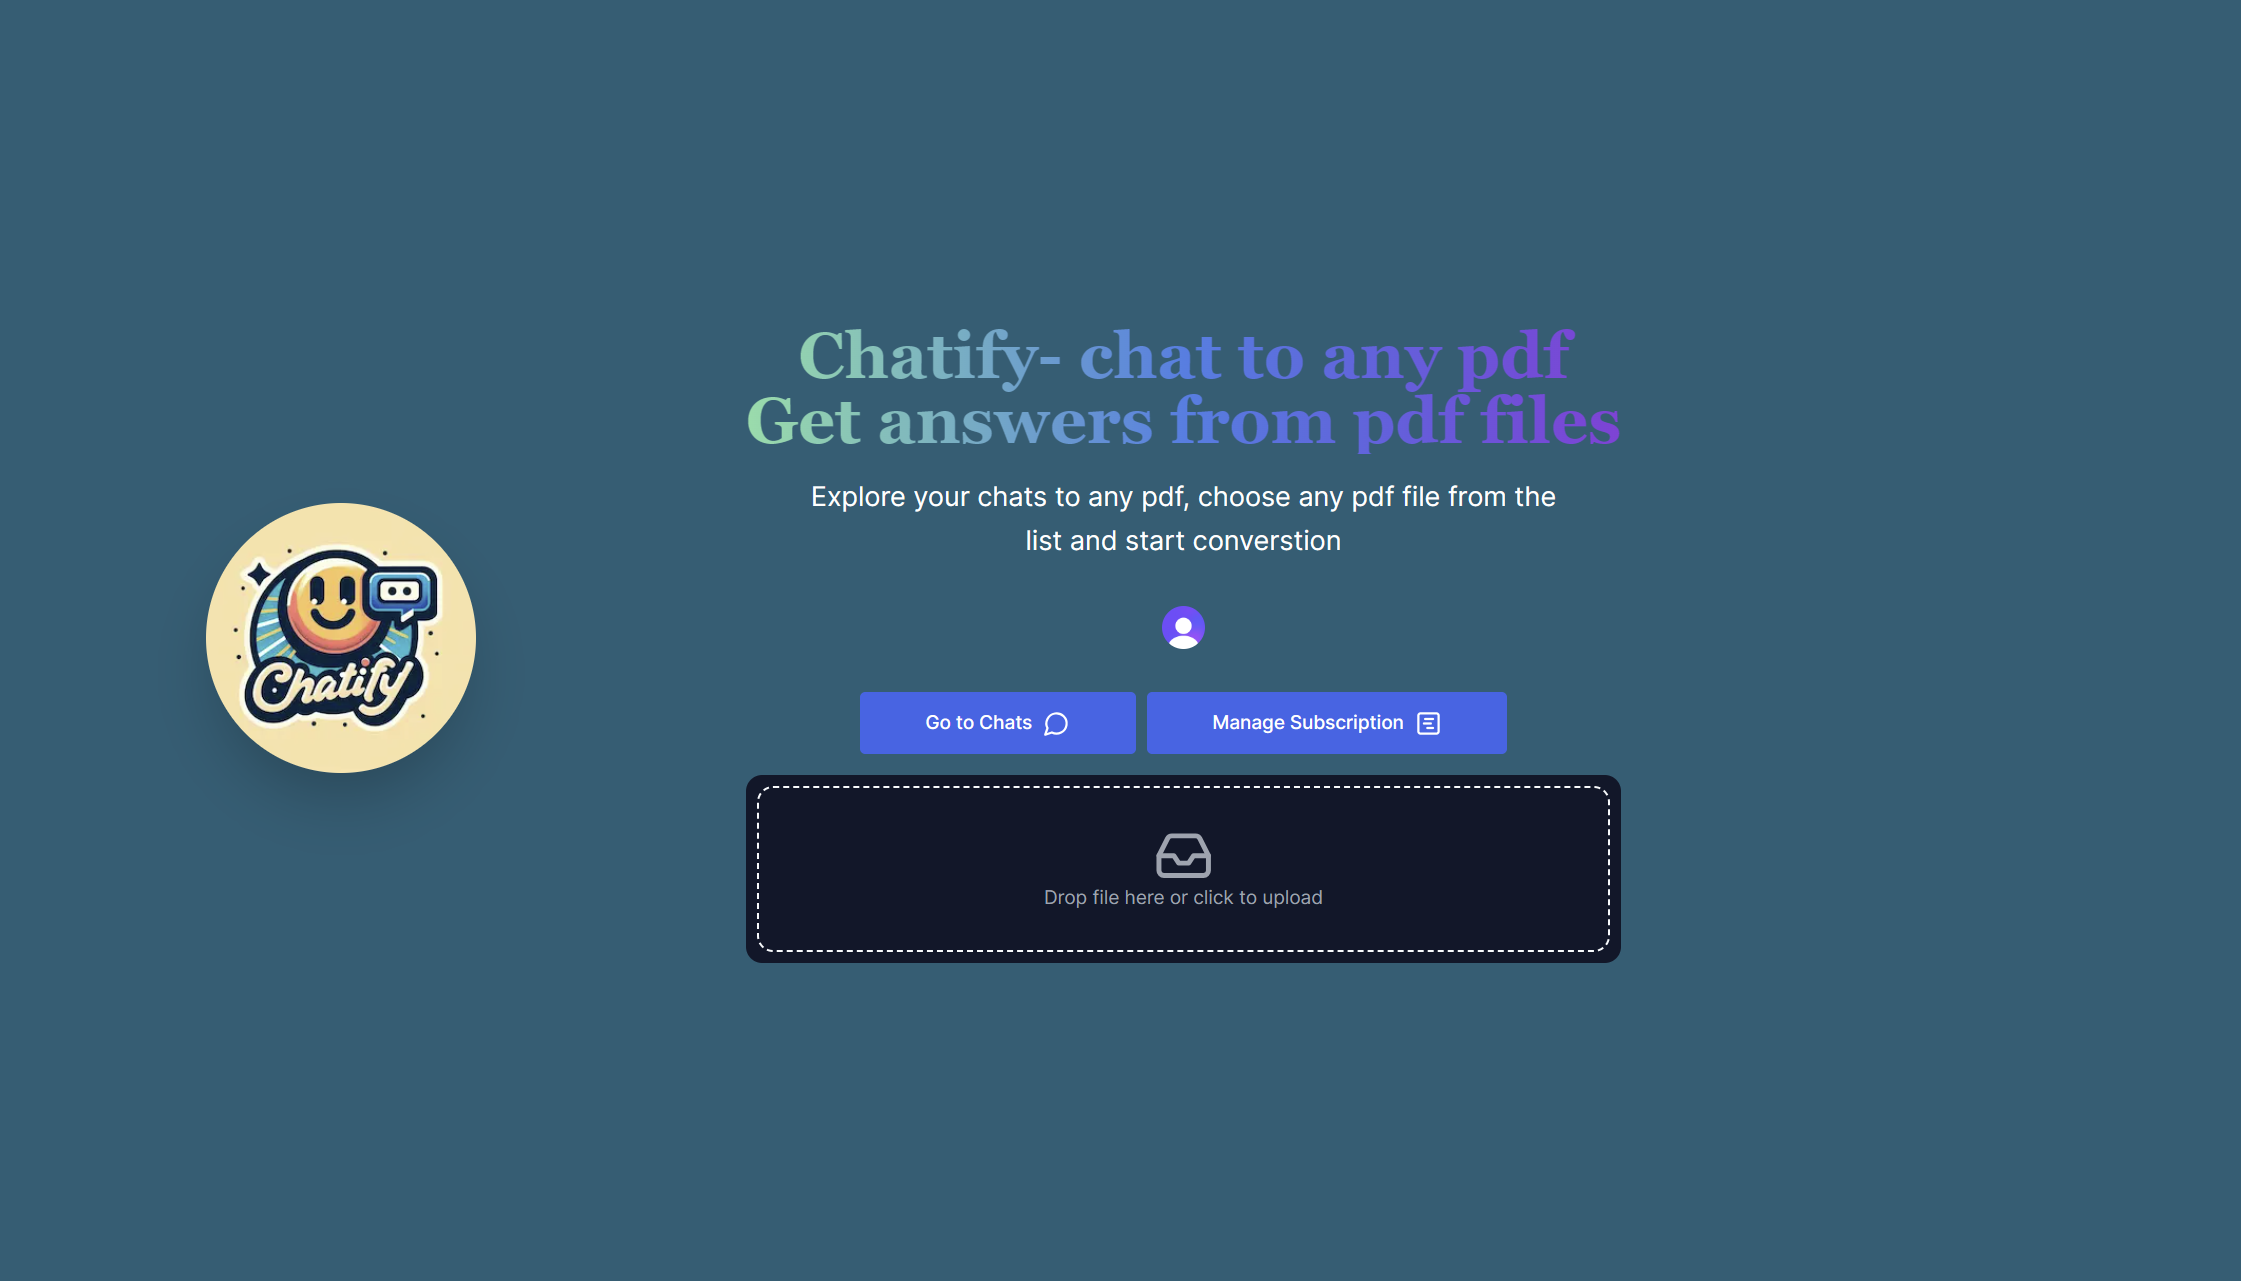 Chatify- chat to any pdf
Get answers from pdf files
Explore your chats to any pdf, choose any pdf file from the
list and start converstion
Chatify
Go to Chats
Manage Subscription
Drop file here or click to upload